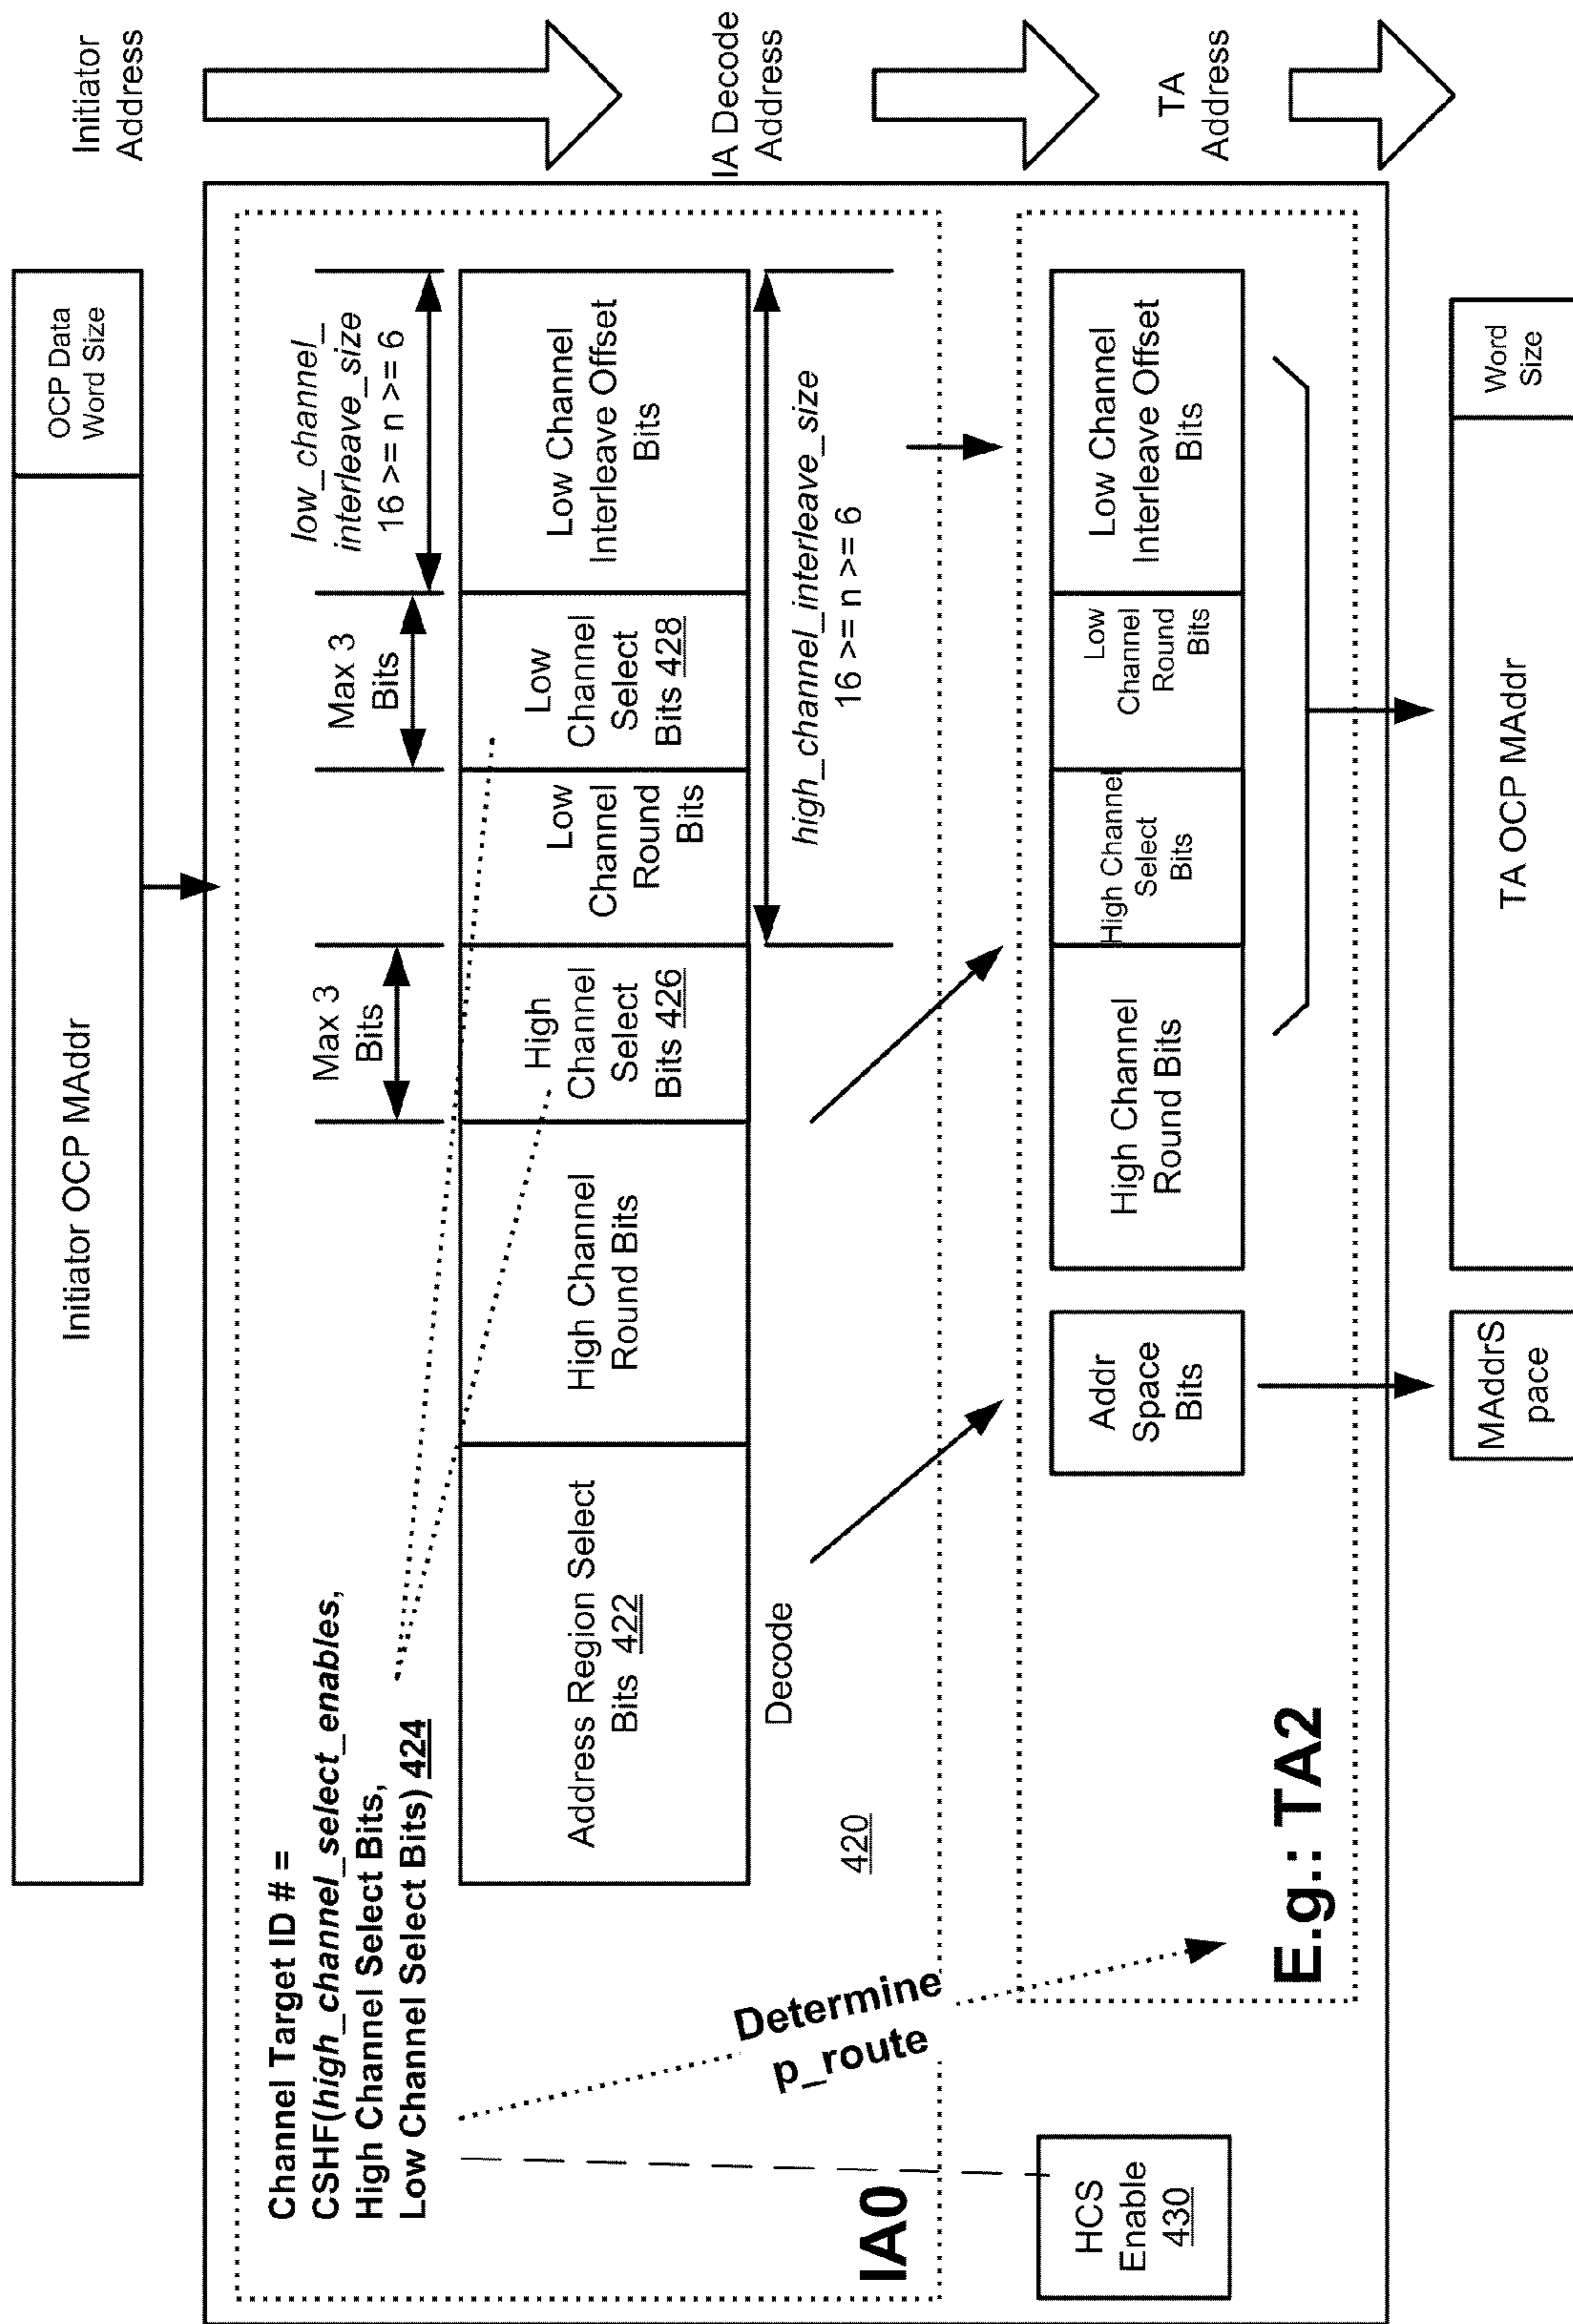 Initiator OCP MAddr
OCP Data
Word Size
Initiator
Address
Channel Target ID # =
CSHF(high_channel_select_enables,
High Channel Select Bits,
Low Channel Select Bits) 424
Max 3
Bits
Max 3
Bits
low_channel_
interleave_size
16 >= n >= 6
Address Region Select
Bits 422
High Channel
Round Bits
High
Channel
Select
Bits 426
Low
Channel
Round
Bits
Low
Channel
Select
Bits 428
Low Channel
Interleave Offset
Bits
IA Decode
Address
Decode
high_channel_interleave_size
16 >= n >= 6
420
Determine
p_route
IA0
HCS
Enable
430
E.g.: TA2
Addr
Space
Bits
High Channel
Round Bits
High Channel
Select
Bits
Low
Channel
Round
Bits
Low Channel
Interleave Offset
Bits
TA
Address
MAddrS
pace
TA OCP MAddr
Word
Size